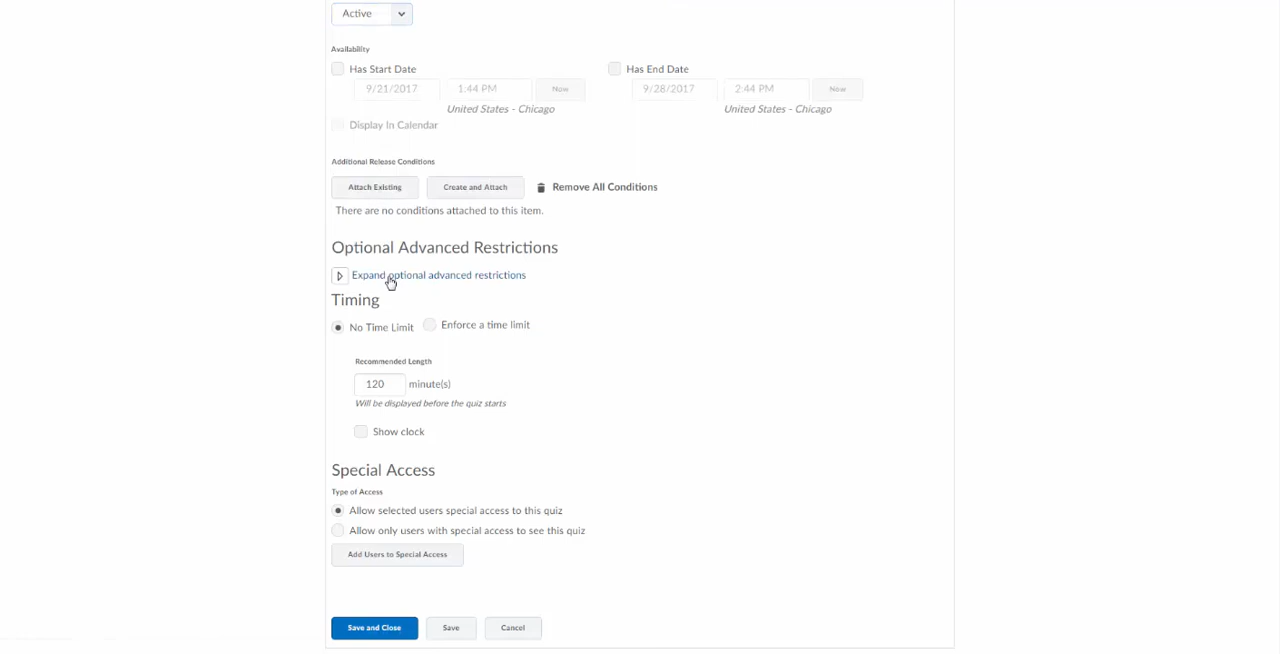 Active
Availability
Has Start Date Has End Date
9/21/2017 1:44 PM Now 9/28/2017 2:44 PM Now
United States - Chicago United States - Chicago
Display In Calendar
Additional Release Conditions
Attach Existing Create and Attach Remove All Conditions
There are no conditions attached to this item.
Optional Advanced Restrictions
Expand optional advanced restrictions
Timing
No Time Limit Enforce a time limit
Recommended Length
120 minute(s)
Will be displayed before the quiz starts
Show clock
Special Access
Type of Access
Allow selected users special access to this quiz
Allow only users with special access to see this quiz
Add Users to Special Access
Save and Close Save Cancel